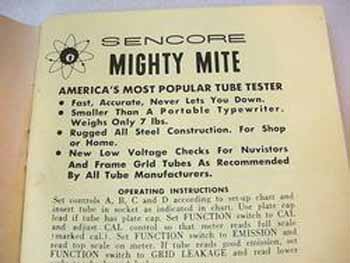 SENCORE
MIGHTY MITE
AMERICA'S MOST POPULAR TUBE TESTER
• Fast, Accurate, Never Lets You Down.
• Smaller Than A Portable Typewriter.
Weighs Only 7 lbs.
• Rugged All Steel Construction. For Shop
or Home.
• New Low Voltage Checks For Nuvistors
And Frame Grid Tubes As Recommended
By All Tube Manufacturers.
OPERATING INSTRUCTIONS
Set controls A, B, C and D according to set-up chart and
insert tube in socket as indicated in chart. Use plate cap
lead if tube has plate cap. Set FUNCTION switch to CAL
and adjust CAL control so that meter reads full scale
(marked cal.). Set FUNCTION switch to EMISSION and
read top scale on meter. If tube reads good emission, set
FUNCTION switch to GRID LEAKAGE and read lower